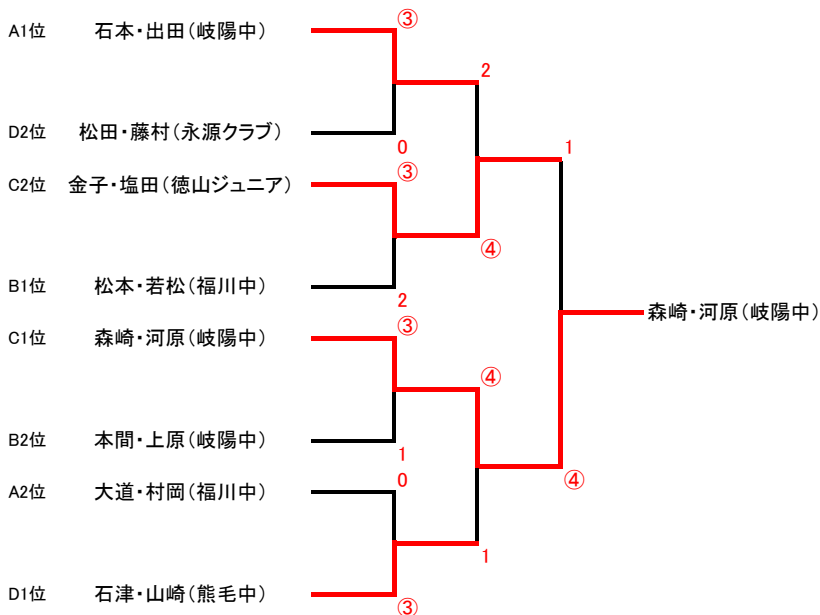 A1位 石本・出田(岐陽中)
③
2
D2位 松田・藤村(永源クラブ)
0
1
C2位 金子・塩田(徳山ジュニア)
③
④
B1位 松本・若松(福川中)
2
森崎・河原(岐陽中)
C1位 森崎・河原(岐陽中)
③
④
B2位 本間・上原(岐陽中)
1
④
A2位 大道・村岡(福川中)
0
1
D1位 石津・山崎(熊毛中)
③